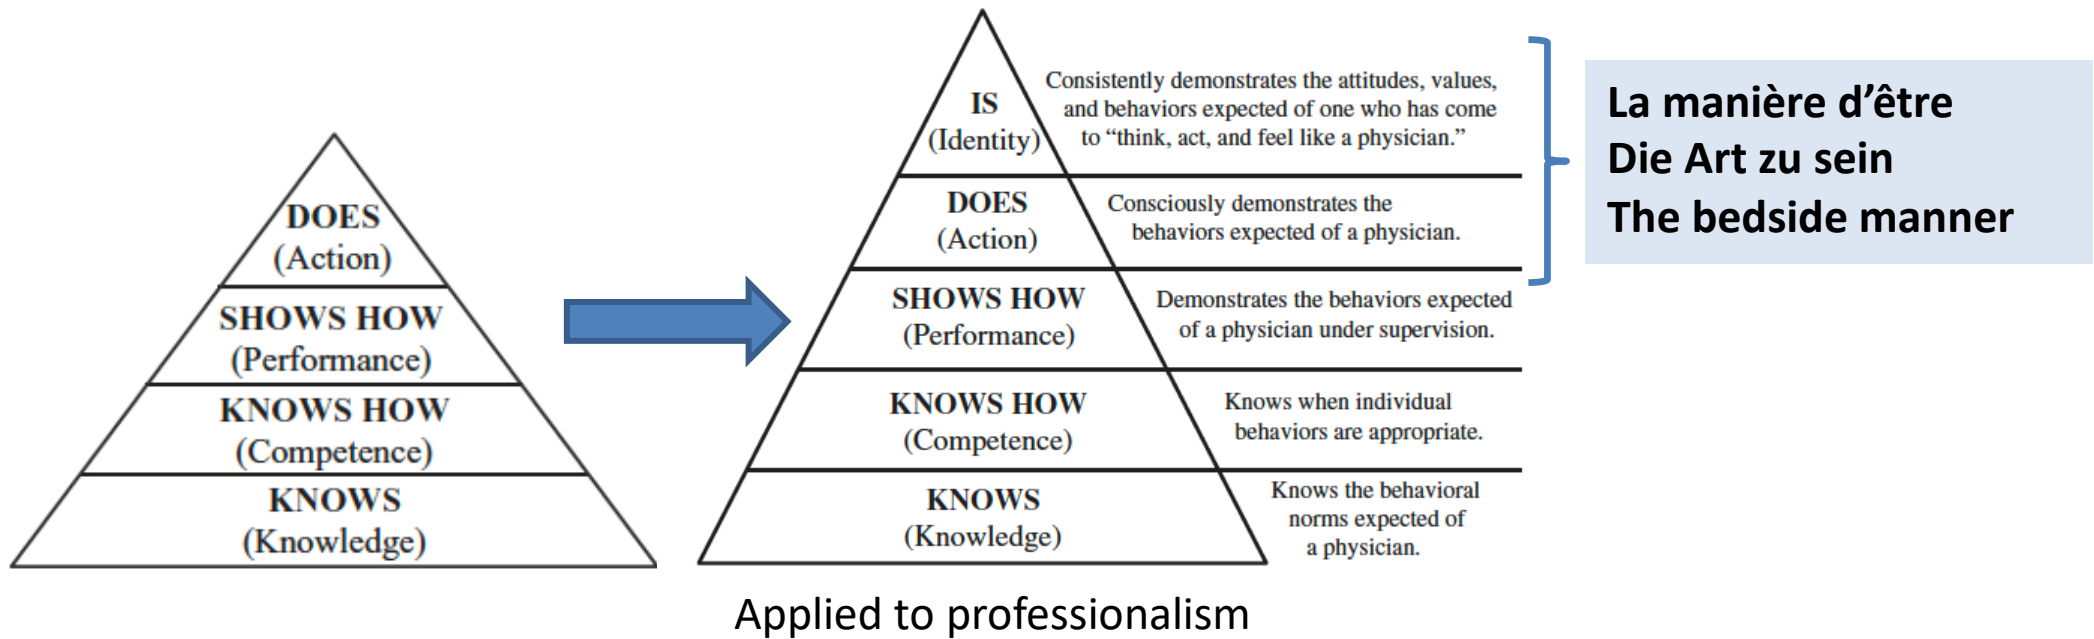 DOES
(Action)
SHOWS HOW
(Performance)
KNOWS HOW
(Competence)
KNOWS
(Knowledge)
IS
(Identity)
Consistently demonstrates the attitudes, values,
and behaviors expected of one who has come
to “think, act, and feel like a physician.”
DOES
(Action)
Consciously demonstrates the
behaviors expected of a physician.
SHOWS HOW
(Performance)
Demonstrates the behaviors expected
of a physician under supervision.
KNOWS HOW
(Competence)
Knows when individual
behaviors are appropriate.
KNOWS
(Knowledge)
Knows the behavioral
norms expected of
a physician.
La manière d’être
Die Art zu sein
The bedside manner
Applied to professionalism